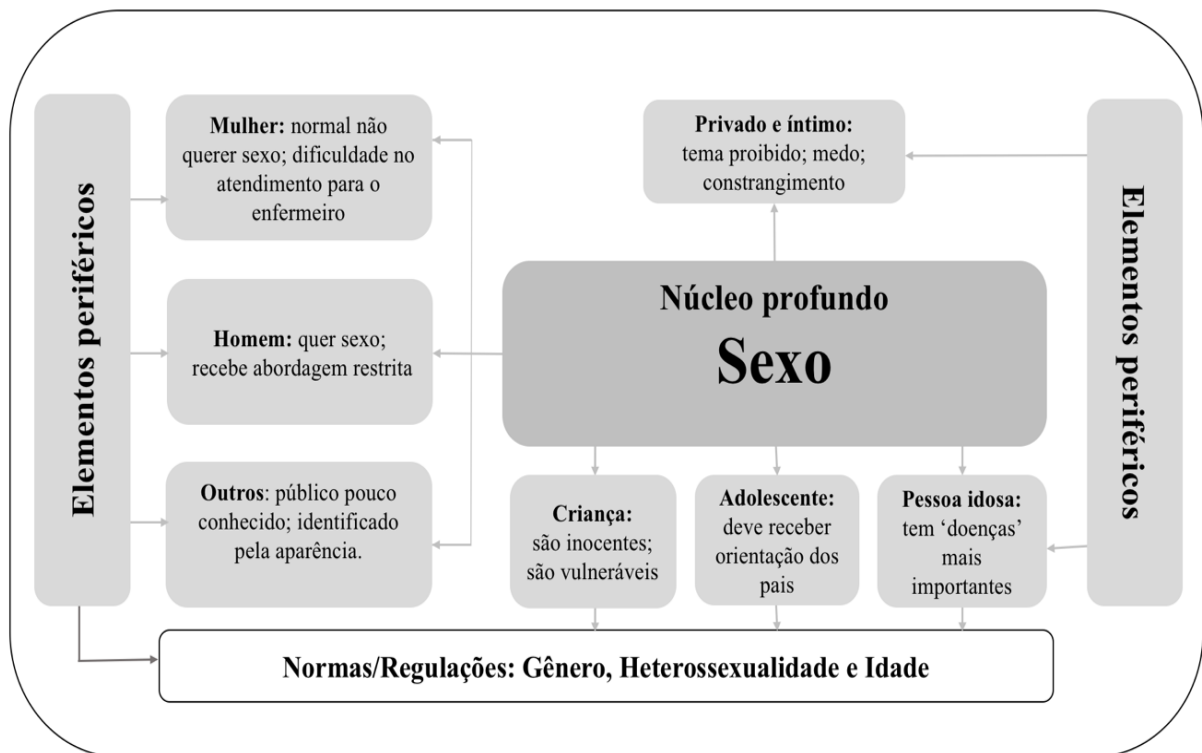 Elementos periféricos
Mulher: normal não
querer sexo; dificuldade no
atendimento para o
enfermeiro
Homem: quer sexo;
recebe abordagem restrita
Outros: público pouco
conhecido; identificado
pela aparência.
Privado e íntimo:
tema proibido; medo;
constrangimento
Núcleo profundo
Sexo
Criança:
são inocentes;
são vulneráveis
Adolescente:
deve receber
orientação dos
pais
Pessoa idosa:
tem ‘doenças’
mais
importantes
Elementos periféricos
Normas/Regulações: Gênero, Heterossexualidade e Idade